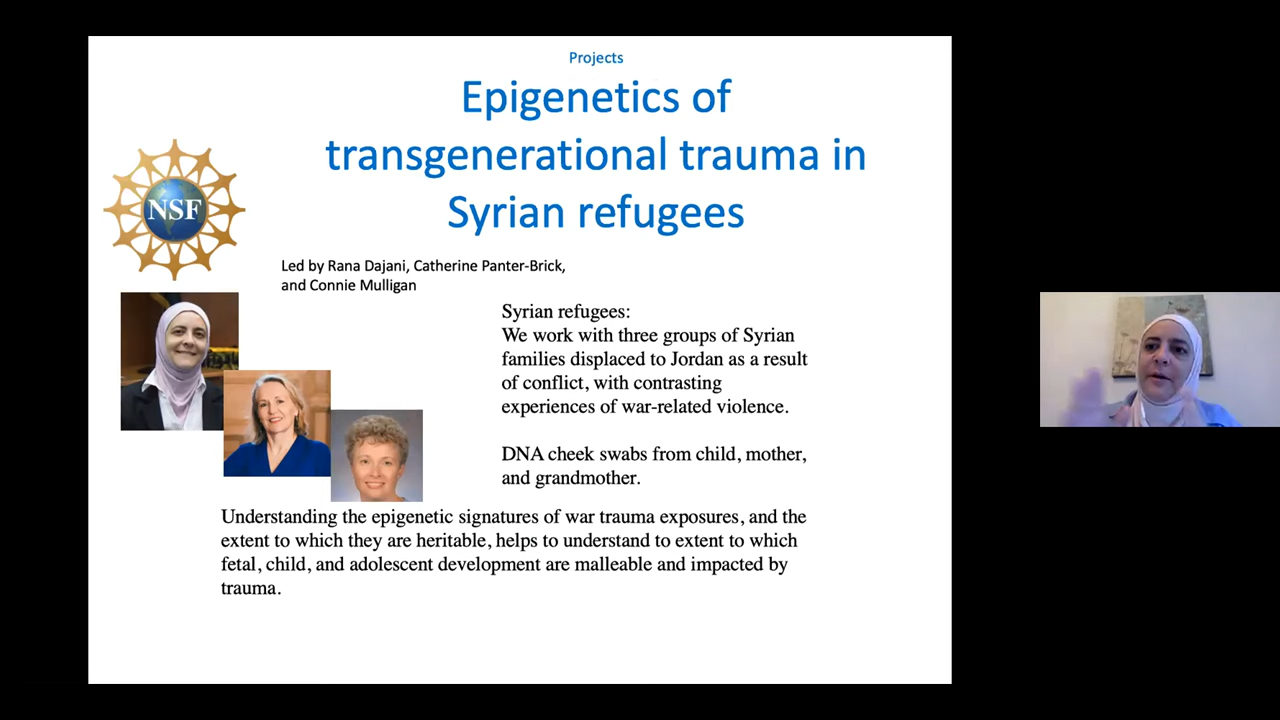 Projects
Epigenetics of
transgenerational trauma in
Syrian refugees
NSF
Led by Rana Dajani, Catherine Panter-Brick,
and Connie Mulligan
Syrian refugees:
We work with three groups of Syrian
families displaced to Jordan as a result
of conflict, with contrasting
experiences of war-related violence.
DNA cheek swabs from child, mother,
and grandmother.
Understanding the epigenetic signatures of war trauma exposures, and the
extent to which they are heritable, helps to understand to extent to which
fetal, child, and adolescent development are malleable and impacted by
trauma.